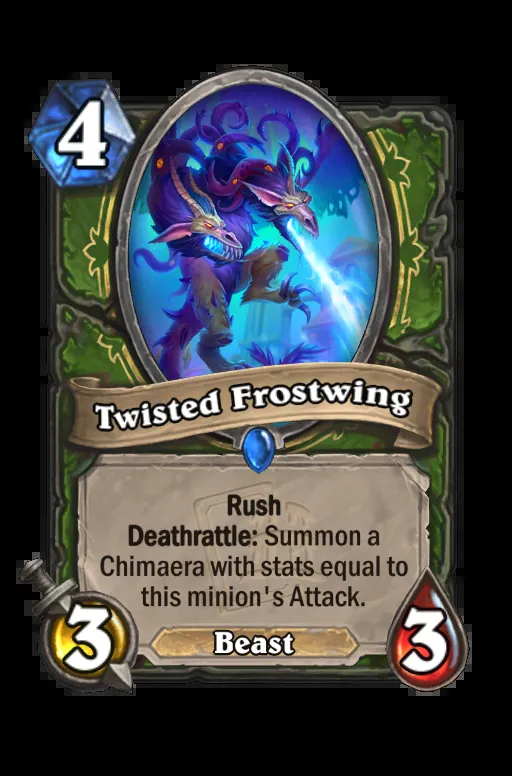 4
Twisted Frostwing
Rush
Deathrattle: Summon a
Chimaera with stats equal to
this minion's Attack.
3
Beast
3